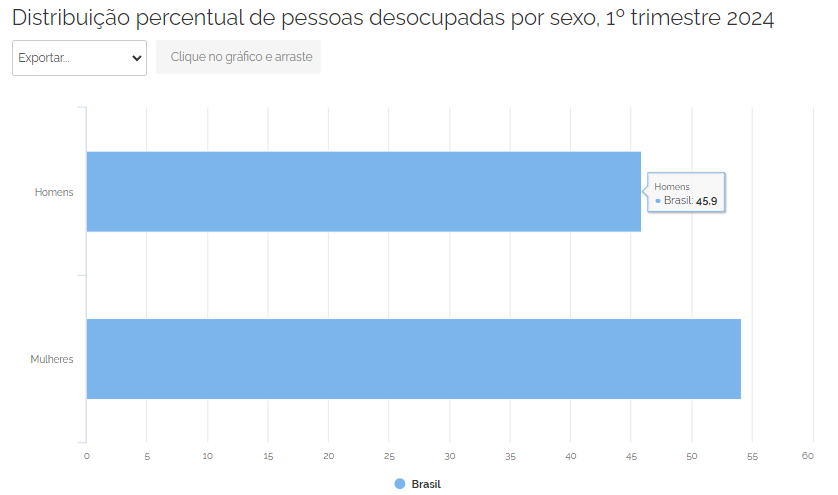 Distribuição percentual de pessoas desocupadas por sexo, 1º trimestre 2024
Exportar...
Clique no gráfico e arraste
Homens
Homens
Brasil: 45.9
Mulheres
0 5 10 15 20 25 30 35 40 45 50 55 60
Brasil